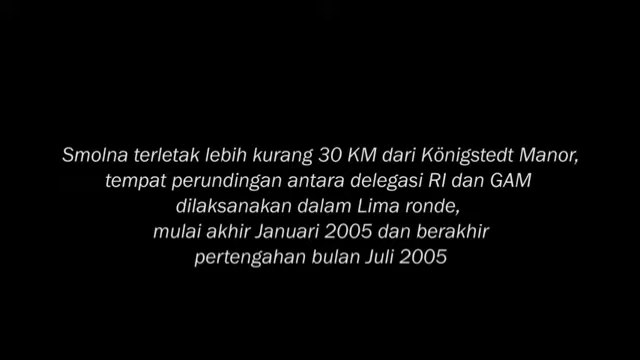 Smolna terletak lebih kurang 30 KM dari Königstedt Manor,
tempat perundingan antara delegasi RI dan GAM
dilaksanakan dalam Lima ronde,
mulai akhir Januari 2005 dan berakhir
pertengahan bulan Juli 2005